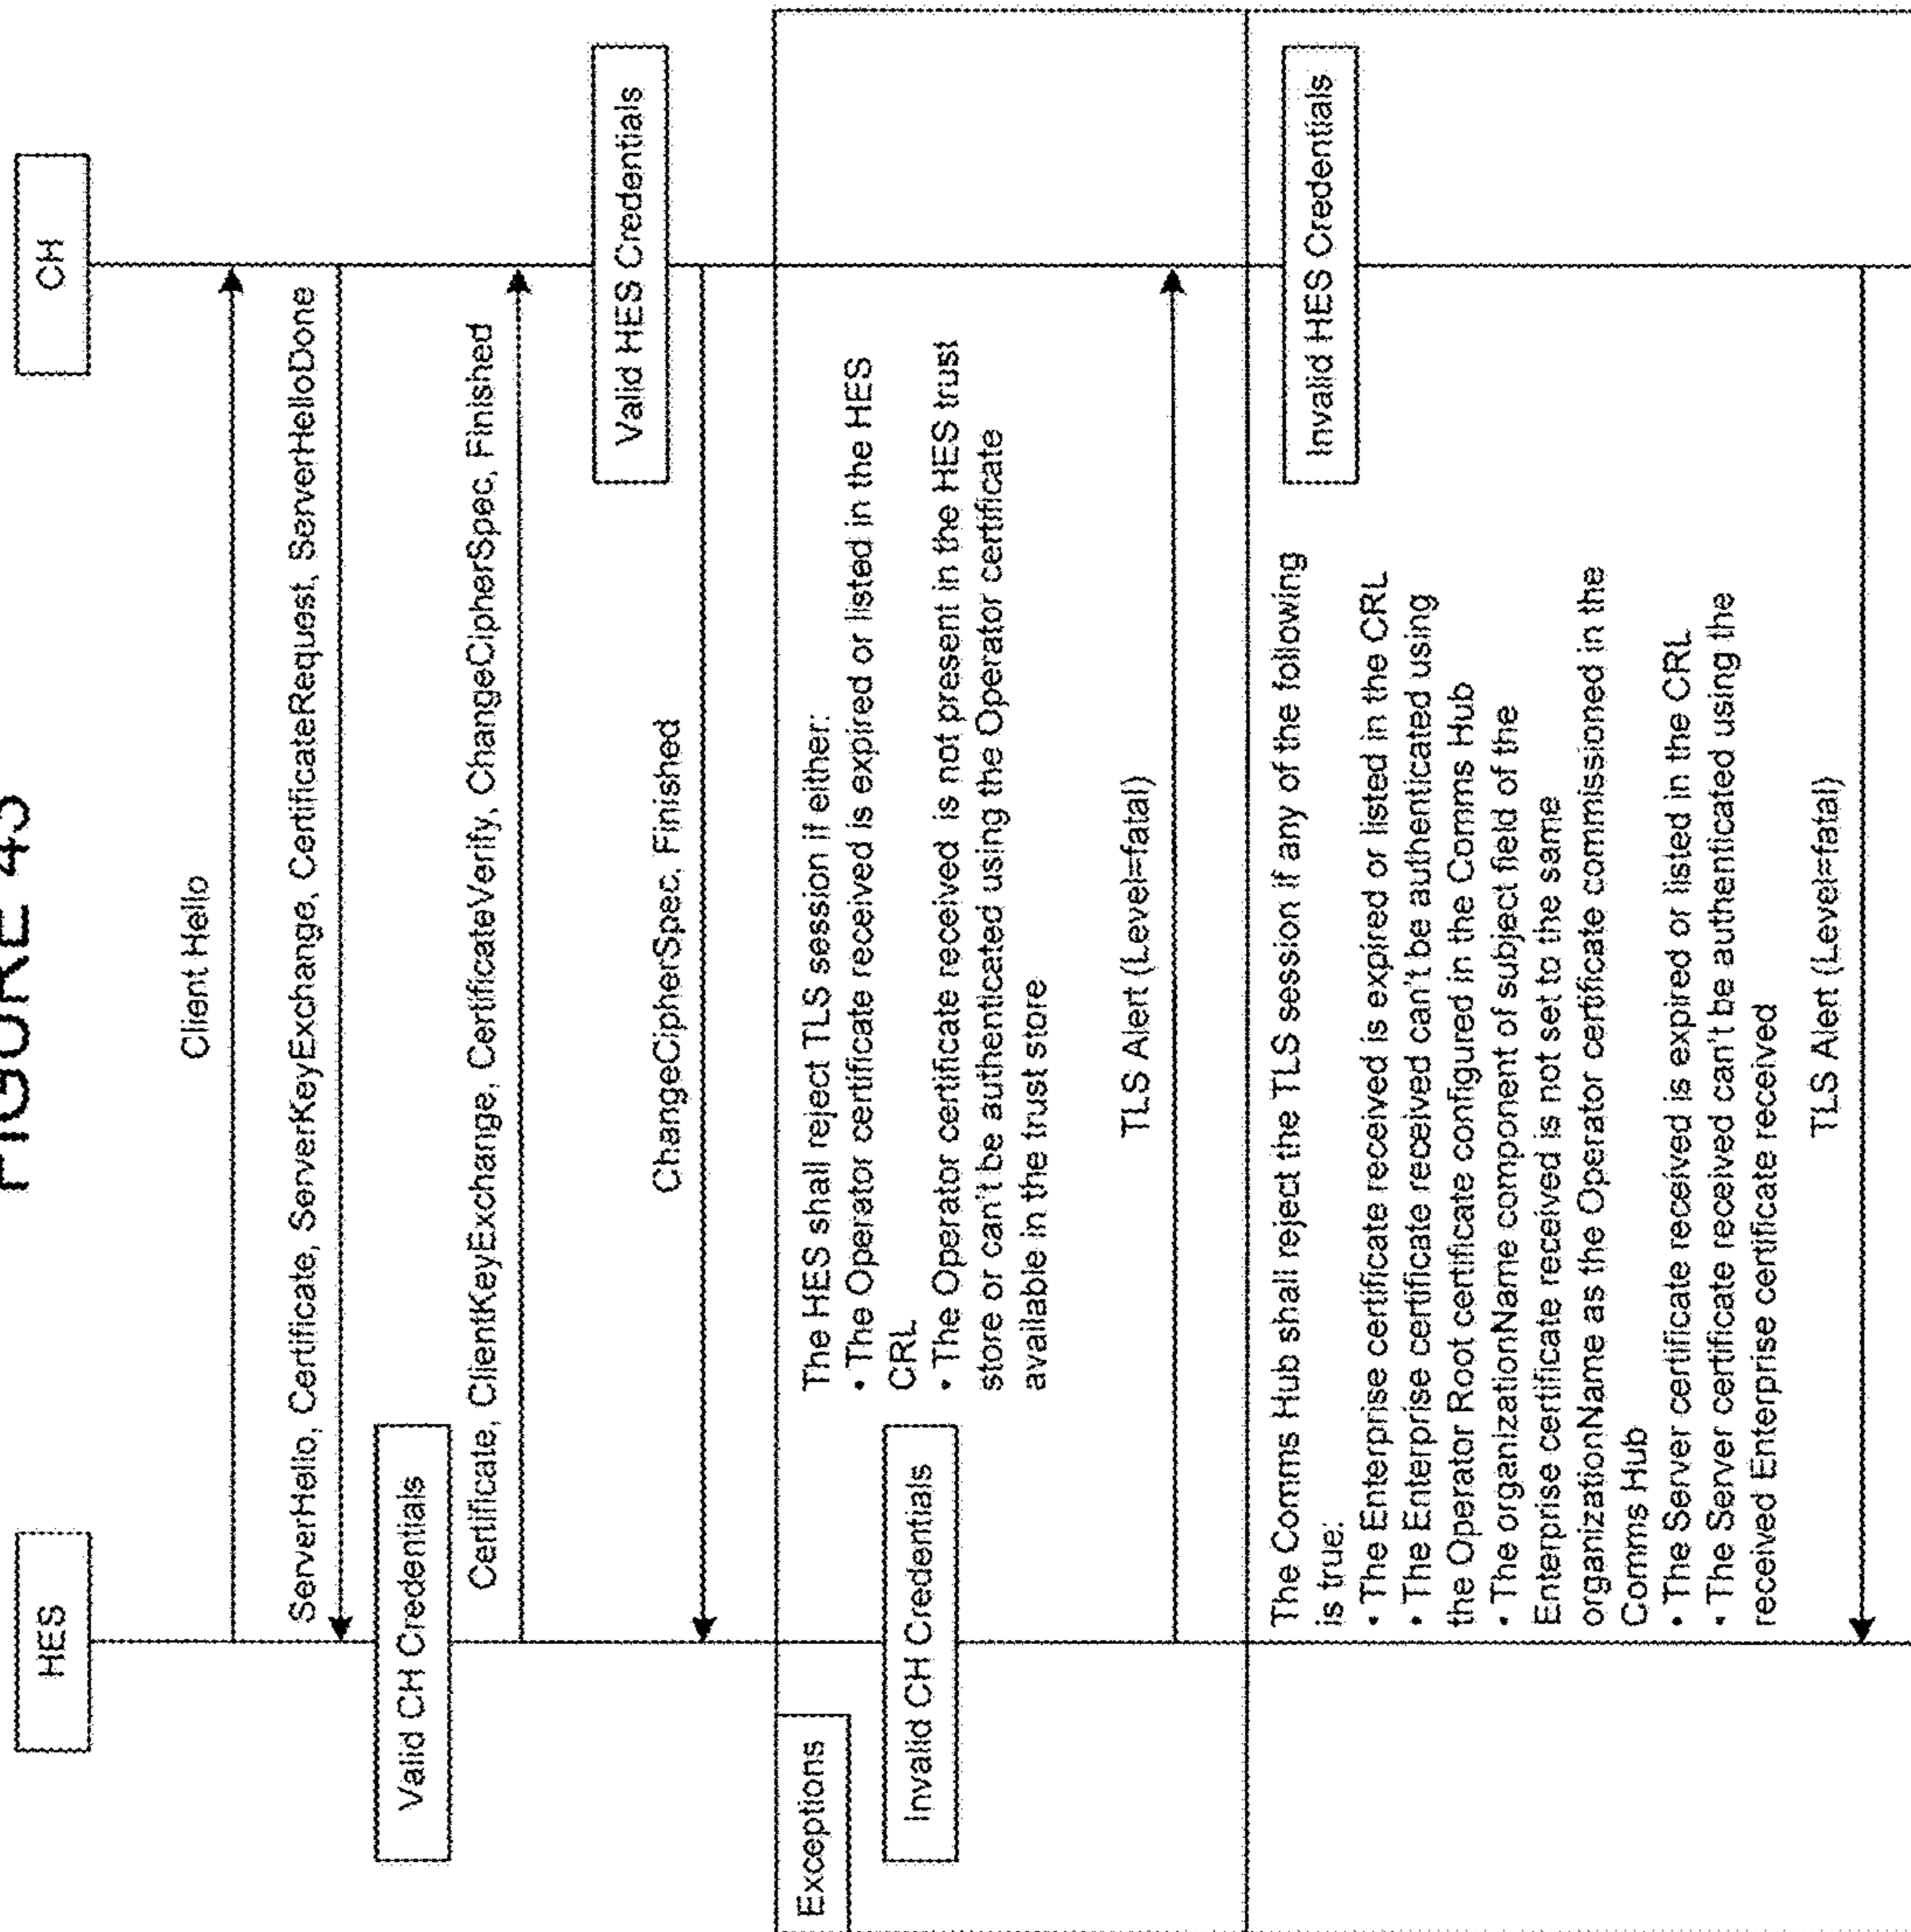 FIGURE 43
HES
CH
Client Hello
ServerHello, Certificate, ServerKeyExchange, CertificateRequest, ServerHelloDone
Valid CH Credentials
Certificate, ClientKeyExchange, CertificateVerify, ChangeCipherSpec, Finished
Valid HES Credentials
ChangeCipherSpec, Finished
Exceptions
The HES shall reject TLS session if either:
• The Operator certificate received is expired or listed in the HES
CRL
• The Operator certificate received is not present in the HES trust
store or can't be authenticated using the Operator certificate
available in the trust store
Invalid CH Credentials
TLS Alert (Level=fatal)
Invalid HES Credentials
The Comms Hub shall reject the TLS session if any of the following
is true:
• The Enterprise certificate received is expired or listed in the CRL
• The Enterprise certificate received can't be authenticated using
the Operator Root certificate configured in the Comms Hub
• The organizationName component of subject field of the
Enterprise certificate received is not set to the same
organizationName as the Operator certificate commissioned in the
Comms Hub
• The Server certificate received is expired or listed in the CRL
• The Server certificate received can't be authenticated using the
received Enterprise certificate received
TLS Alert (Level=fatal)